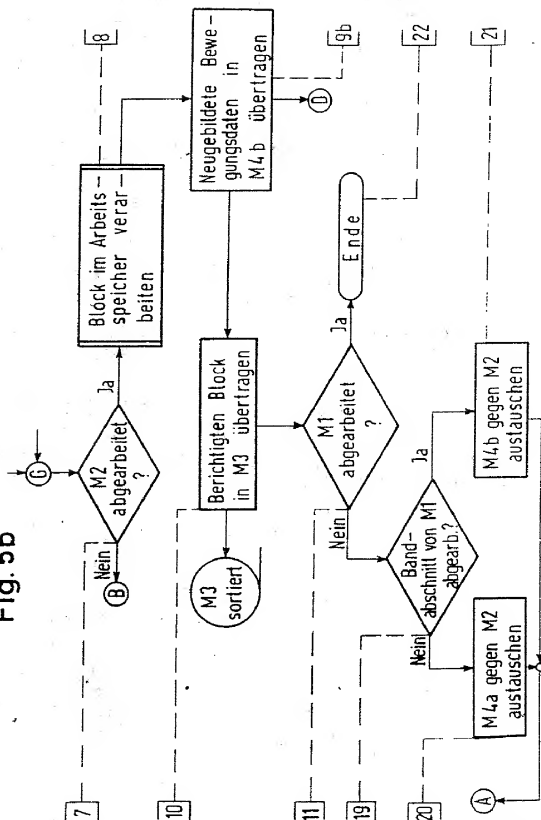 Fig. 5b
G
7
M2
abgearbeitet
?
Nein
B
Ja
Block im Arbeits-
speicher verar-
beiten
8
Neugebildete Bewe-
gungsdaten in
M4b übertragen
9b
D
10
Berichtigten Block
in M3 übertragen
M3
sortiert
11
M1
abgearbeitet
?
Ja
Ende
22
Nein
19
Band-
abschnitt von M1
abgearb.?
Nein
Ja
20
M4a gegen M2
austauschen
M4b gegen M2
austauschen
21
A